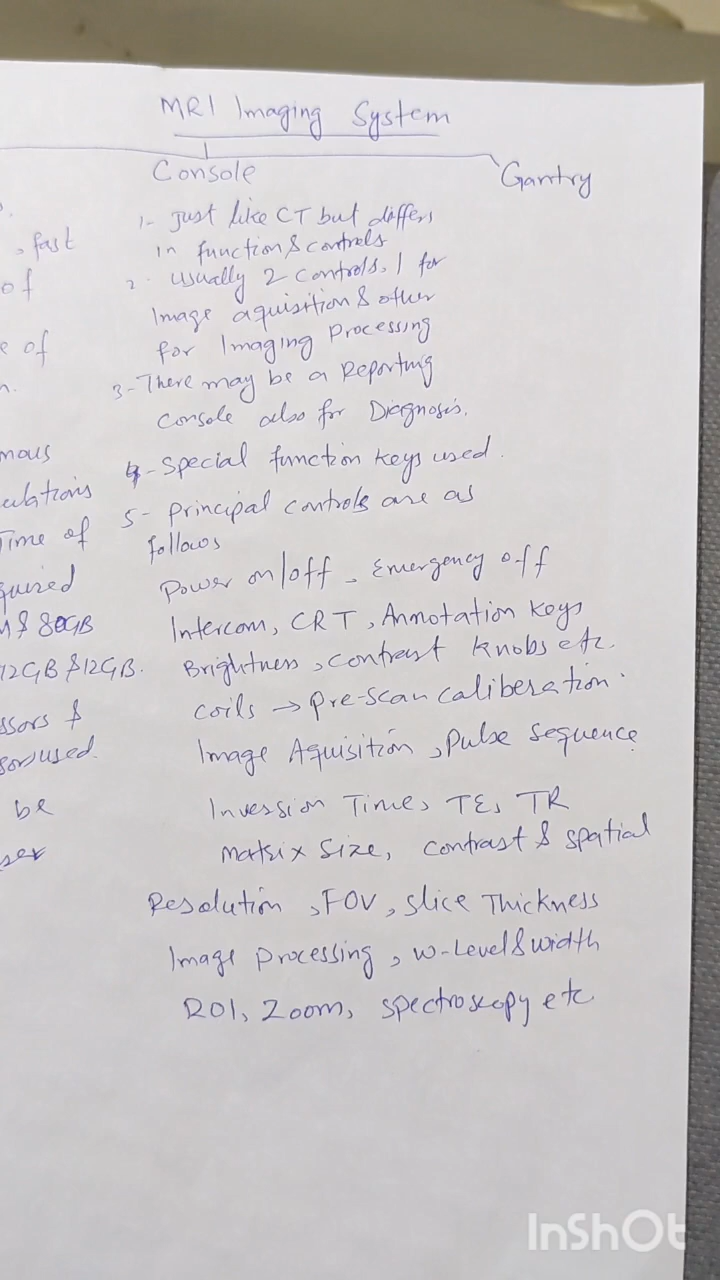 MRI Imaging System
Console
Gantry
1- Just like CT but differs
in function & controls
2- usually 2 controls. 1 for
Image aquisition & other
for Imaging Processing
3- There may be a Reporting
Console also for Diagnosis.
4- Special function keys used.
5- Principal controls are as
follows
Power on/off - Emergency off
Intercom, CRT, Annotation keys
Brightness, contrast knobs etc.
coils → Pre-scan caliberation.
Image Aquisition, Pulse sequence
Inversion Time, TE, TR
Matrix Size, Contrast & spatial
Resolution, FOV, slice Thickness
Image Processing, W-Level & width
ROI, Zoom, Spectroscopy etc
, fast
of
of
mous
ulations
Time of
quired
& 80GB
12GB & 12GB.
ssors &
used.
be
ser
InShOt